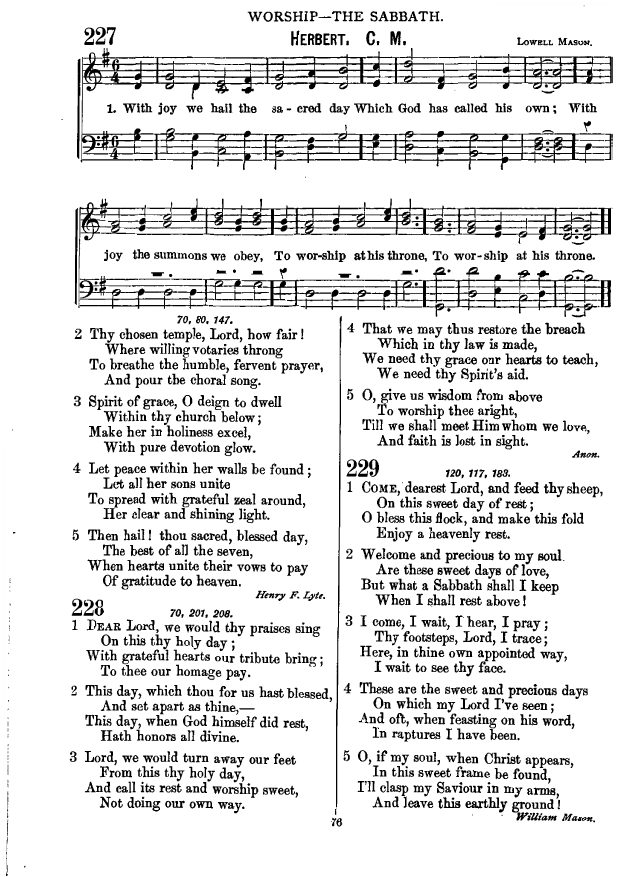 WORSHIP—THE SABBATH.
227
HERBERT. C. M.
LOWELL MASON.
1. With joy we hail the sa-cred day Which God has called his own; With
joy the summons we obey, To wor-ship at his throne, To wor-ship at his throne.
70, 80, 147.
2 Thy chosen temple, Lord, how fair!
Where willing votaries throng
To breathe the humble, fervent prayer,
And pour the choral song.
3 Spirit of grace, O deign to dwell
Within thy church below;
Make her in holiness excel,
With pure devotion glow.
4 Let peace within her walls be found;
Let all her sons unite
To spread with grateful zeal around,
Her clear and shining light.
5 Then hail! thou sacred, blessed day,
The best of all the seven,
When hearts unite their vows to pay
Of gratitude to heaven.
Henry F. Lyte.
228
70, 201, 208.
1 DEAR Lord, we would thy praises sing
On this thy holy day;
With grateful hearts our tribute bring;
To thee our homage pay.
2 This day, which thou for us hast blessed,
And set apart as thine,—
This day, when God himself did rest,
Hath honors all divine.
3 Lord, we would turn away our feet
From this thy holy day,
And call its rest and worship sweet,
Not doing our own way.
4 That we may thus restore the breach
Which in thy law is made,
We need thy grace our hearts to teach,
We need thy Spirit's aid.
5 O, give us wisdom from above
To worship thee aright,
Till we shall meet Him whom we love,
And faith is lost in sight.
Anon.
229
120, 117, 183.
1 COME, dearest Lord, and feed thy sheep,
On this sweet day of rest;
O bless this flock, and make this fold
Enjoy a heavenly rest.
2 Welcome and precious to my soul
Are these sweet days of love,
But what a Sabbath shall I keep
When I shall rest above!
3 I come, I wait, I hear, I pray;
Thy footsteps, Lord, I trace;
Here, in thine own appointed way,
I wait to see thy face.
4 These are the sweet and precious days
On which my Lord I've seen;
And oft, when feasting on his word,
In raptures I have been.
5 O, if my soul, when Christ appears,
In this sweet frame be found,
I'll clasp my Saviour in my arms,
And leave this earthly ground!
William Mason.
76